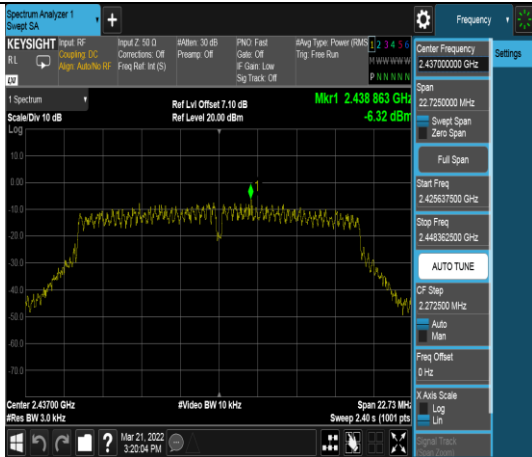 Spectrum Analyzer 1
Swept SA
+
Frequency
KEYSIGHT
RL
LXI
Input: RF
Coupling: DC
Align: Auto/No RF
Input Z: 50 Ω
Corrections: Off
Freq Ref: Int (S)
#Atten: 30 dB
Preamp: Off
PNO: Fast
Gate: Off
IF Gain: Low
Sig Track: Off
#Avg Type: Power (RMS
Trig: Free Run
1 2 3 4 5 6
M W W W W W
P N N N N N
1 Spectrum
Scale/Div 10 dB
Log
Ref Lvl Offset 7.10 dB
Ref Level 20.00 dBm
Mkr1 2.438 863 GHz
-6.32 dBm
10.0
0.00
-10.0
-20.0
-30.0
-40.0
-50.0
-60.0
-70.0
1
Center 2.43700 GHz
#Res BW 3.0 kHz
#Video BW 10 kHz
Span 22.73 MHz
Sweep 2.40 s (1001 pts)
Mar 21, 2022
3:20:04 PM
?
Center Frequency
2.437000000 GHz
Settings
Span
22.7250000 MHz
Swept Span
Zero Span
Full Span
Start Freq
2.425637500 GHz
Stop Freq
2.448362500 GHz
AUTO TUNE
CF Step
2.272500 MHz
Auto
Man
Freq Offset
0 Hz
X Axis Scale
Log
Lin
Signal Track
(Span Zoom)